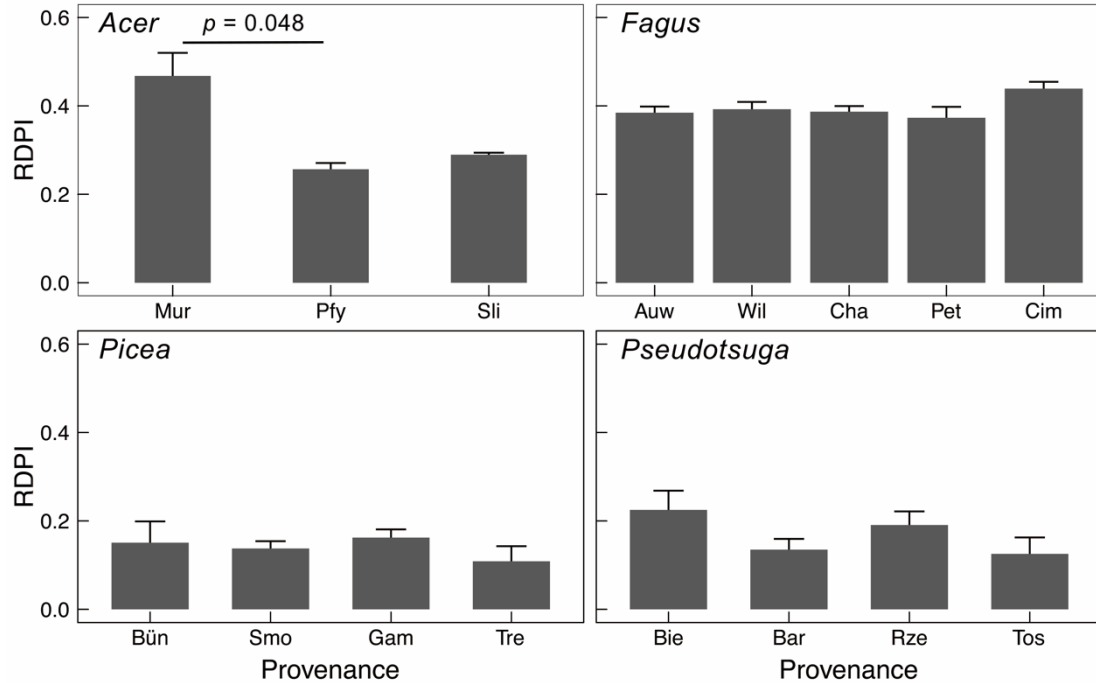 Acer
p = 0.048
RDPI
0.6
0.4
0.2
0.0
Mur Pfy Sli
Fagus
Auw Wil Cha Pet Cim
Picea
RDPI
0.6
0.4
0.2
0.0
Bün Smo Gam Tre
Provenance
Pseudotsuga
Bie Bar Rze Tos
Provenance